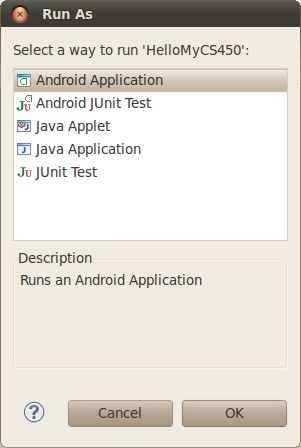 Run As
Select a way to run 'HelloMyCS450':
Android Application
Android JUnit Test
Java Applet
Java Application
JUnit Test
Description
Runs an Android Application
Cancel
OK